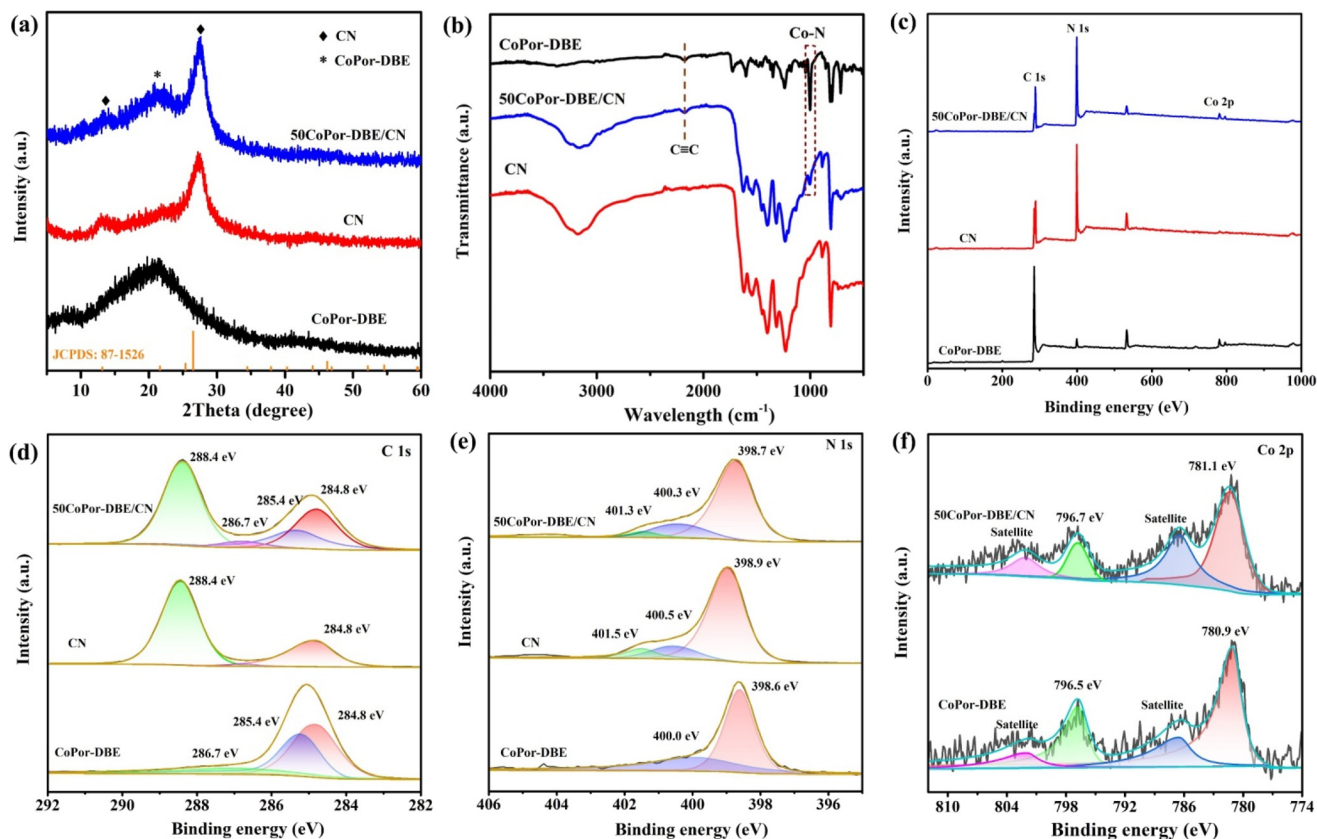 (a)
◆ CN
* CoPor-DBE
◆
*
◆
50CoPor-DBE/CN
CN
CoPor-DBE
JCPDS: 87-1526
10 20 30 40 50 60
2Theta (degree)
Intensity (a.u.)
(b)
Co-N
CoPor-DBE
50CoPor-DBE/CN
C≡C
CN
4000 3000 2000 1000
Wavelength (cm-1)
Transmittance (a.u.)
(c)
N 1s
C 1s
Co 2p
50CoPor-DBE/CN
CN
CoPor-DBE
0 200 400 600 800 1000
Binding energy (eV)
Intensity (a.u.)
(d)
C 1s
288.4 eV
284.8 eV
285.4 eV
286.7 eV
50CoPor-DBE/CN
288.4 eV
284.8 eV
CN
285.4 eV
284.8 eV
286.7 eV
CoPor-DBE
292 290 288 286 284 282
Binding energy (eV)
Intensity (a.u.)
(e)
N 1s
398.7 eV
400.3 eV
401.3 eV
50CoPor-DBE/CN
398.9 eV
400.5 eV
401.5 eV
CN
398.6 eV
400.0 eV
CoPor-DBE
406 404 402 400 398 396
Binding energy (eV)
Intensity (a.u.)
(f)
Co 2p
781.1 eV
50CoPor-DBE/CN
796.7 eV
Satellite
Satellite
780.9 eV
796.5 eV
CoPor-DBE
Satellite
Satellite
810 804 798 792 786 780 774
Binding energy (eV)
Intensity (a.u.)